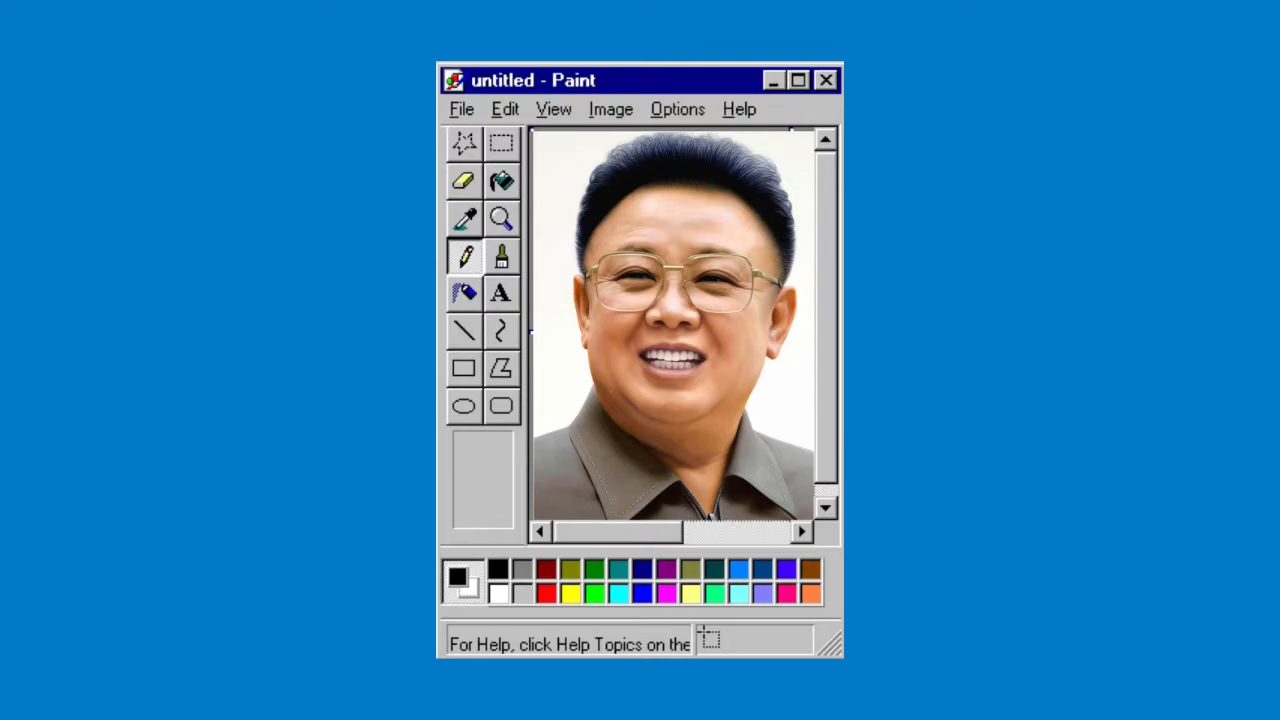 untitled - Paint
File Edit View Image Options Help
A
For Help, click Help Topics on the